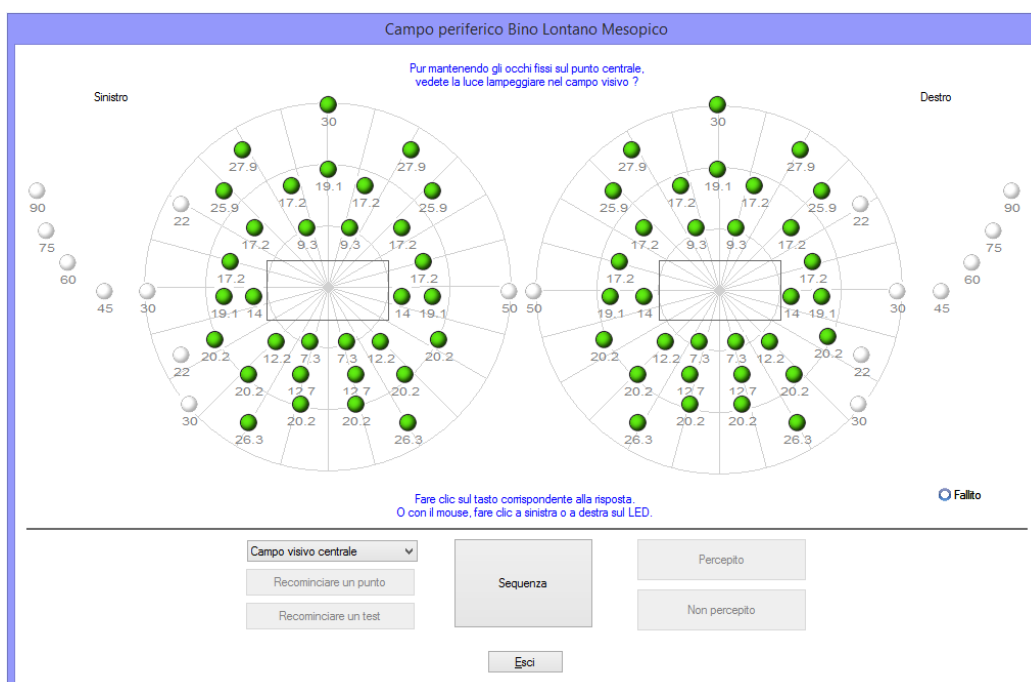 Campo periferico Bino Lontano Mesopico
Pur mantenendo gli occhi fissi sul punto centrale,
vedete la luce lampeggiare nel campo visivo ?
Sinistro
Destro
30 30
27.9 27.9 27.9 27.9
19.1 19.1
17.2 17.2 17.2 17.2
90 25.9 25.9 25.9 25.9 90
22 22
75 17.2 9.3 9.3 17.2 17.2 9.3 9.3 17.2 75
60 17.2 17.2 17.2 17.2 60
45 30 50 50 30 45
19.1 14 14 19.1 19.1 14 14 19.1
20.2 12.2 7.3 7.3 12.2 20.2 20.2 12.2 7.3 7.3 12.2 20.2
22 22
20.2 12.7 12.7 20.2 20.2 12.7 12.7 20.2
30 20.2 20.2 20.2 20.2 30
26.3 26.3 26.3 26.3
Fallito
Fare clic sul tasto corrispondente alla risposta.
O con il mouse, fare clic a sinistra o a destra sul LED.
Campo visivo centrale
Recominciare un punto
Recominciare un test
Sequenza
Percepito
Non percepito
Esci